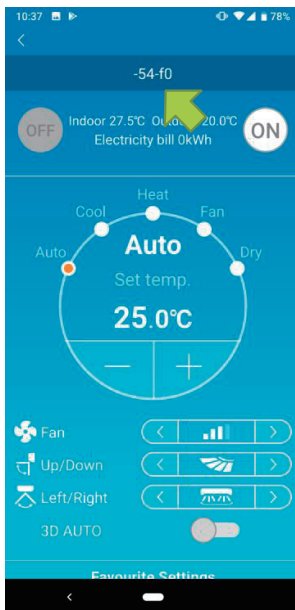 10:37 78%
-54-f0
OFF Indoor 27.5℃ 20.0℃ ON
Electricity bill 0kWh
Heat
Cool Fan
Auto Auto Dry
Set temp.
25.0℃
Fan
Up/Down
Left/Right
3D AUTO
Favourite Settings